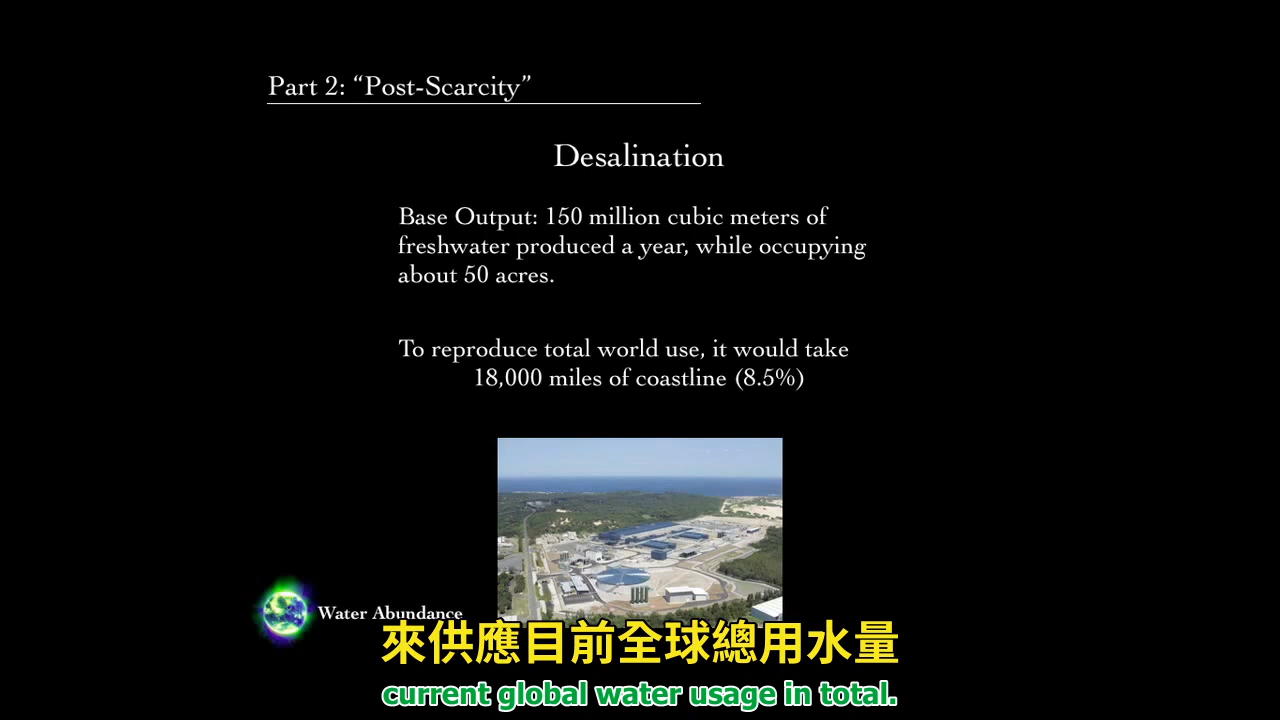 Part 2: “Post-Scarcity”
Desalination
Base Output: 150 million cubic meters of
freshwater produced a year, while occupying
about 50 acres.
To reproduce total world use, it would take
18,000 miles of coastline (8.5%)
Water Abundance
來供應目前全球總用水量
current global water usage in total.